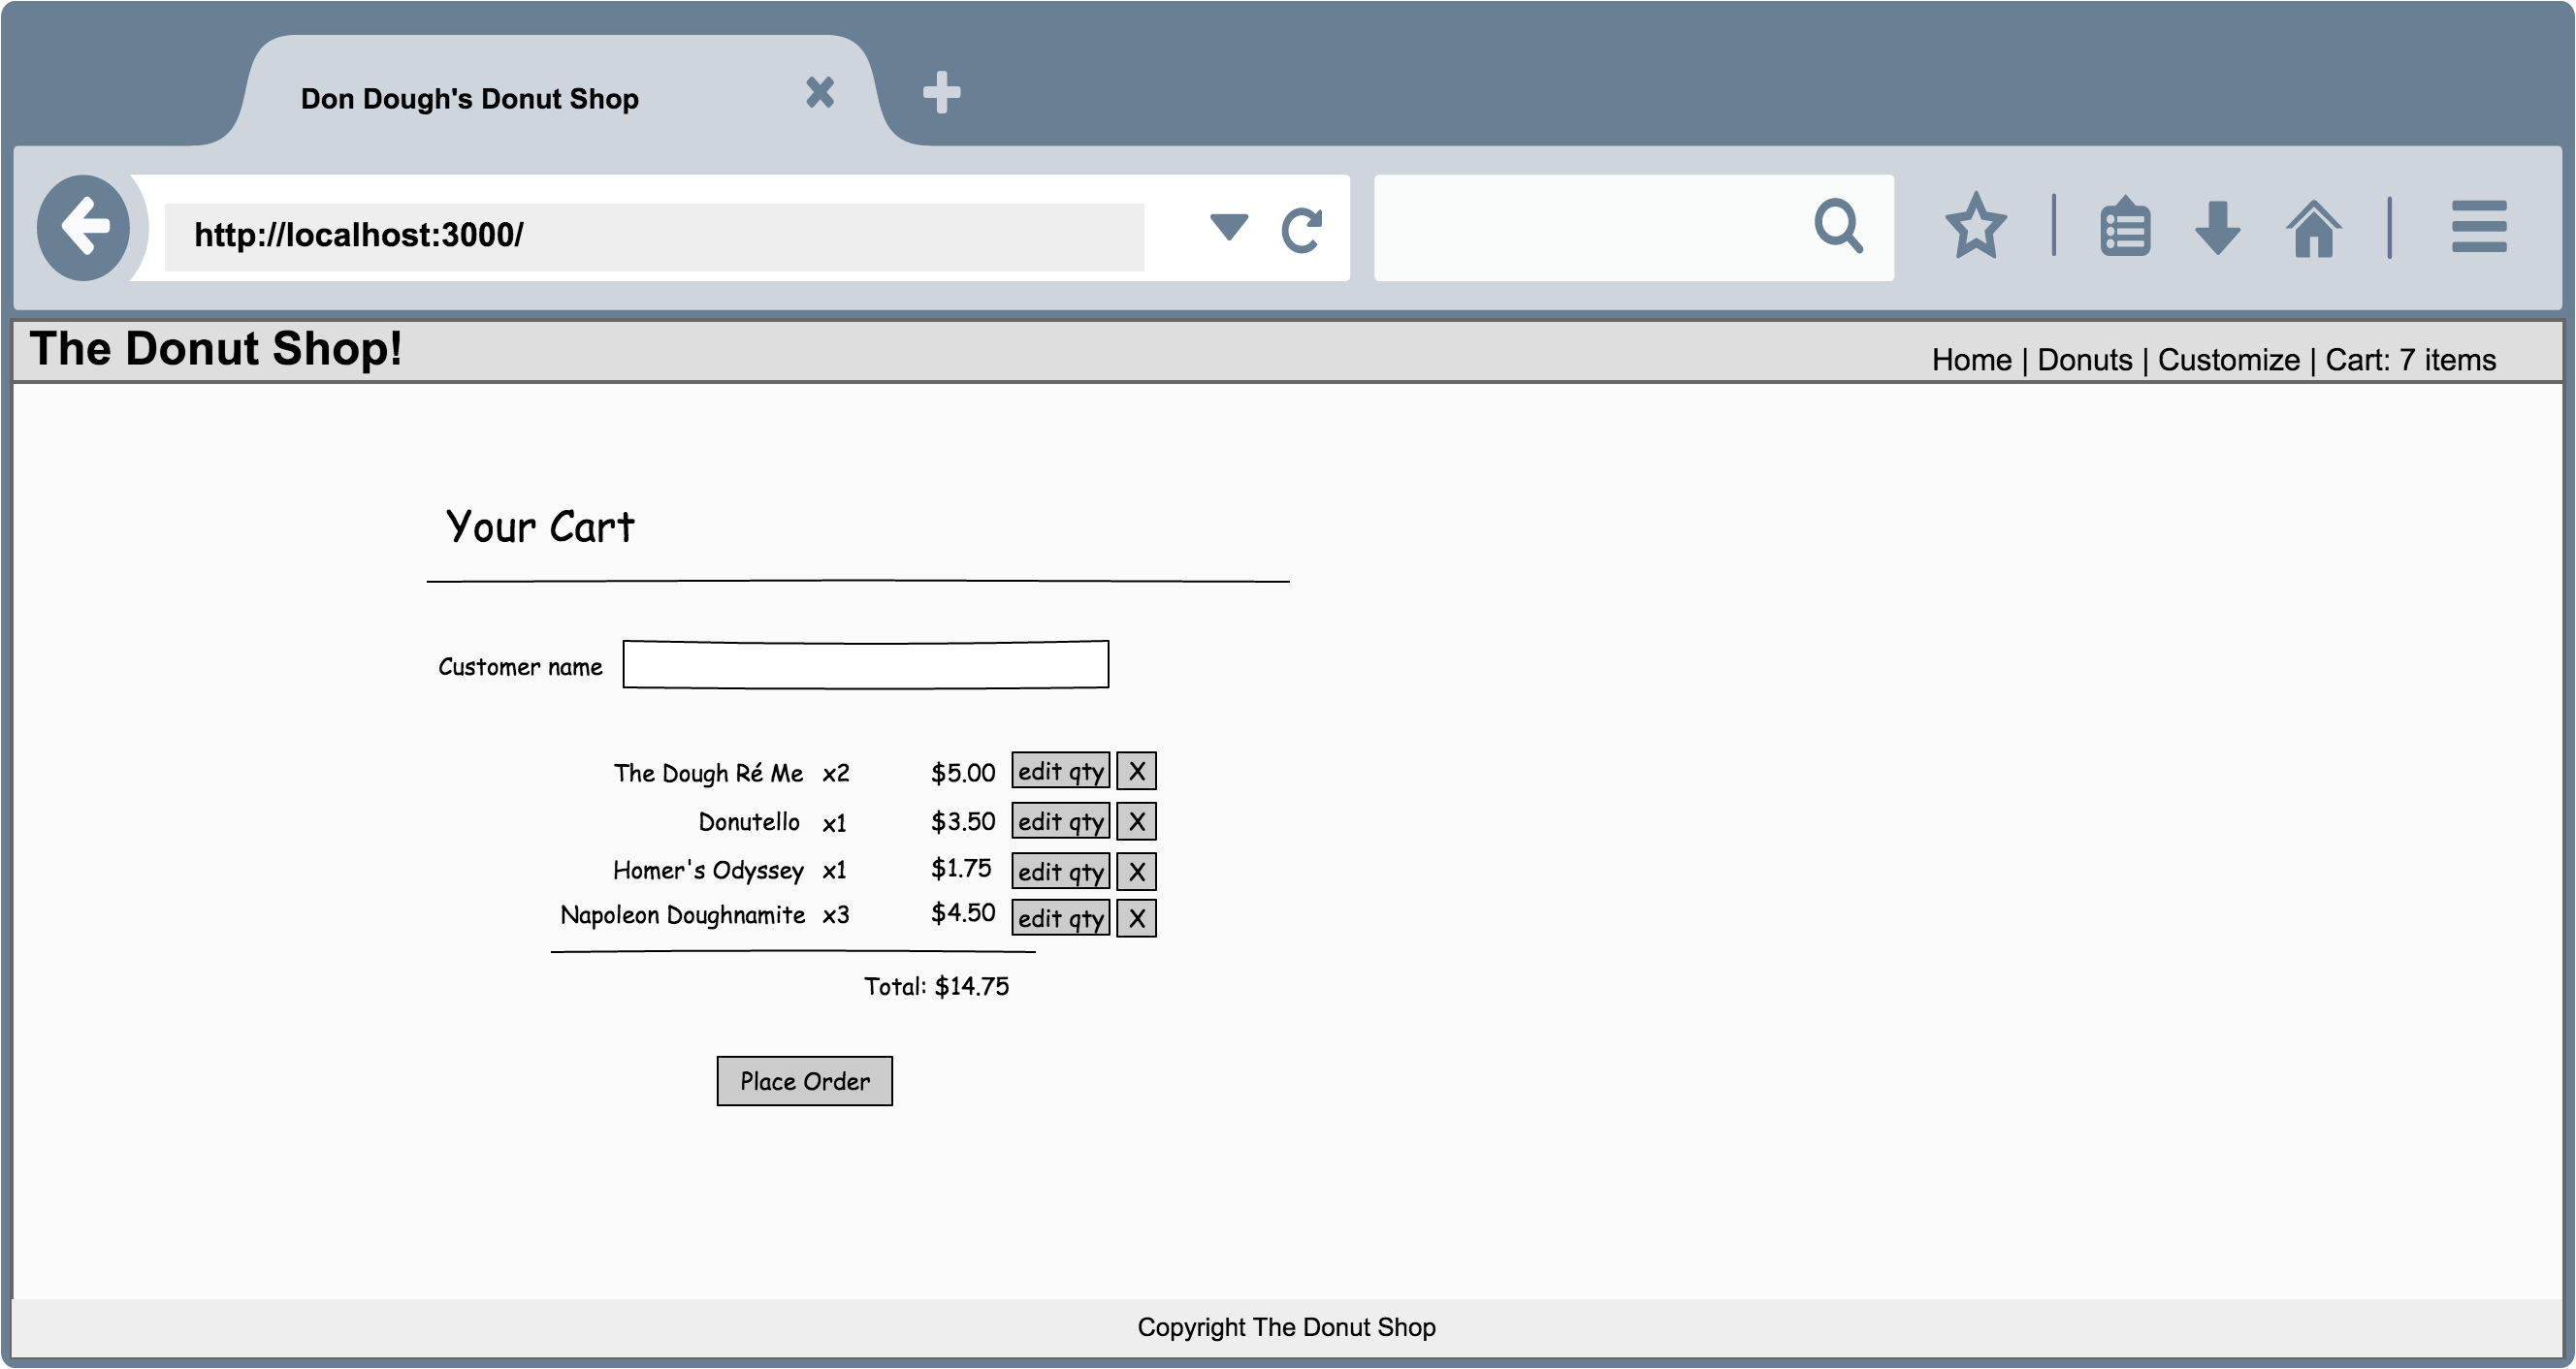 Don Dough's Donut Shop
http://localhost:3000/
The Donut Shop!
Home | Donuts | Customize | Cart: 7 items
Your Cart
Customer name
The Dough Ré Me x2 $5.00 edit qty X
Donutello x1 $3.50 edit qty X
Homer's Odyssey x1 $1.75 edit qty X
Napoleon Doughnamite x3 $4.50 edit qty X
Total: $14.75
Place Order
Copyright The Donut Shop